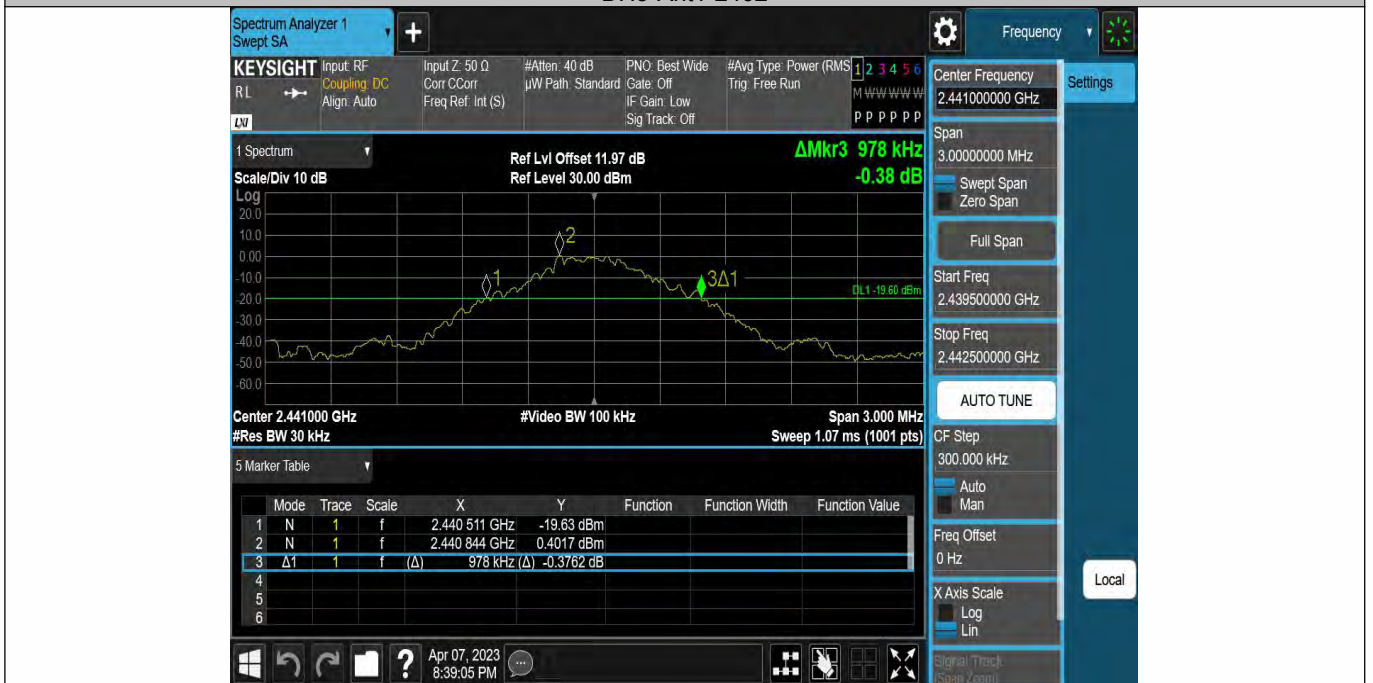 Spectrum Analyzer 1
Swept SA
+
Frequency
KEYSIGHT
RL
LXI
Input: RF
Coupling: DC
Align: Auto
Input Z: 50 Ω
Corr CCorr
Freq Ref: Int (S)
#Atten: 40 dB
µW Path: Standard
PNO: Best Wide
Gate: Off
IF Gain: Low
Sig Track: Off
#Avg Type: Power (RMS
Trig: Free Run
1 2 3 4 5 6
M W W W W W
P P P P P P
1 Spectrum
Scale/Div 10 dB
Ref Lvl Offset 11.97 dB
Ref Level 30.00 dBm
ΔMkr3 978 kHz
-0.38 dB
Log
20.0
10.0
0.00
-10.0
-20.0
-30.0
-40.0
-50.0
-60.0
1
2
3Δ1
DL1 -19.60 dBm
Center 2.441000 GHz
#Video BW 100 kHz
Span 3.000 MHz
#Res BW 30 kHz
Sweep 1.07 ms (1001 pts)
5 Marker Table
Mode Trace Scale X Y Function Function Width Function Value
1 N 1 f 2.440 511 GHz -19.63 dBm
2 N 1 f 2.440 844 GHz 0.4017 dBm
3 Δ1 1 f (Δ) 978 kHz (Δ) -0.3762 dB
4
5
6
Center Frequency
2.441000000 GHz
Settings
Span
3.00000000 MHz
Swept Span
Zero Span
Full Span
Start Freq
2.439500000 GHz
Stop Freq
2.442500000 GHz
AUTO TUNE
CF Step
300.000 kHz
Auto
Man
Freq Offset
0 Hz
X Axis Scale
Log
Lin
Signal Track
(Span Zoom)
Local
?
Apr 07, 2023
8:39:05 PM